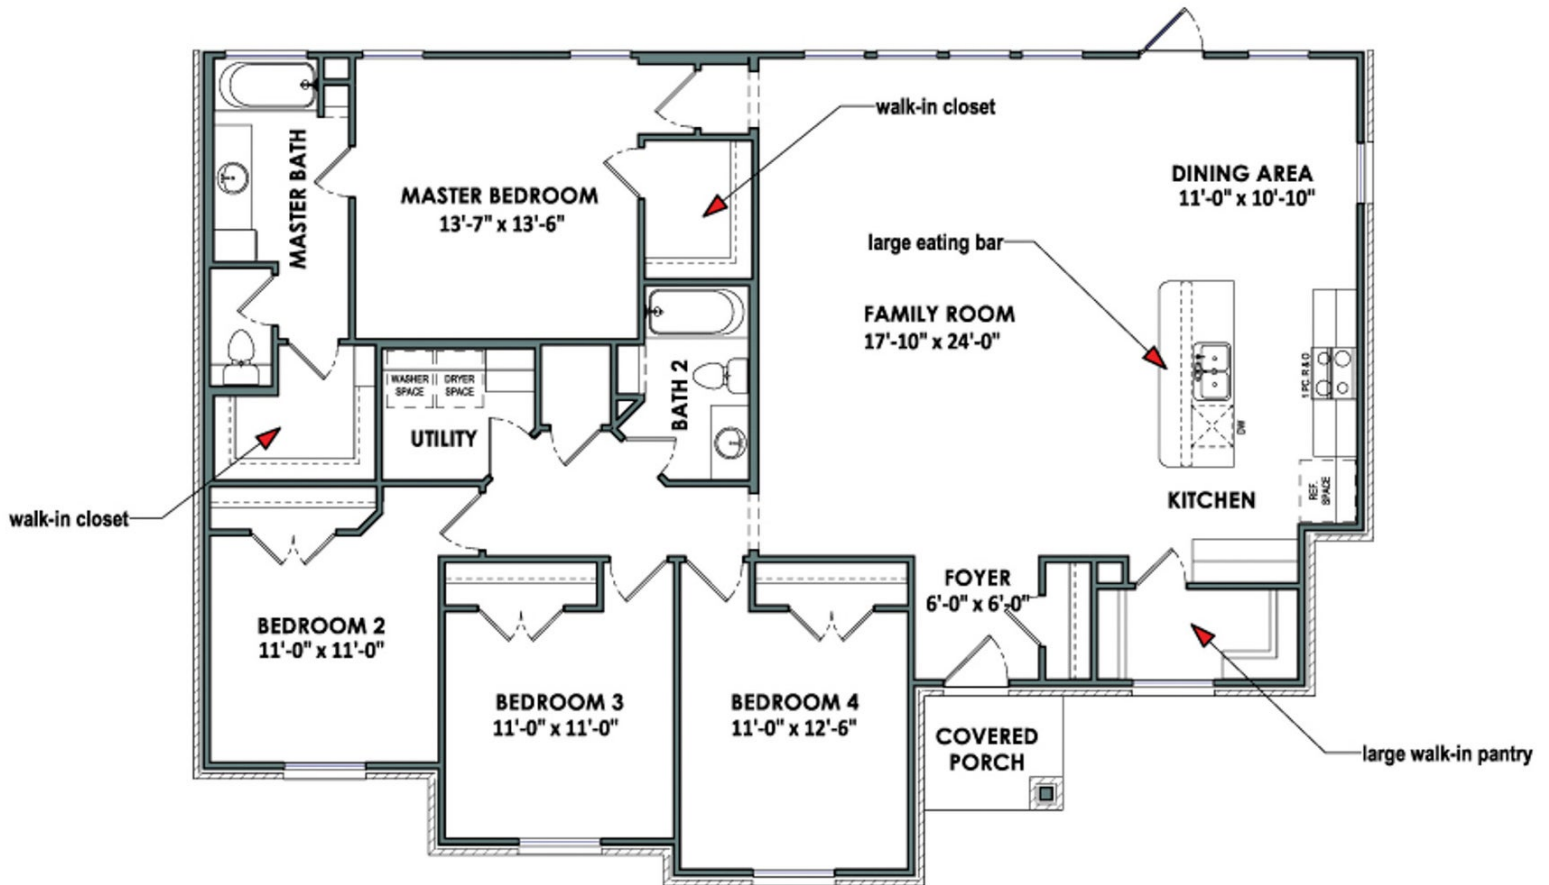 walk-in closet
MASTER BATH
MASTER BEDROOM
13'-7" x 13'-6"
DINING AREA
11'-0" x 10'-10"
large eating bar
FAMILY ROOM
17'-10" x 24'-0"
WASHER
SPACE
DRYER
SPACE
UTILITY
BATH 2
1 PC. R & O
DW
REF.
SPACE
KITCHEN
walk-in closet
FOYER
6'-0" x 6'-0"
BEDROOM 2
11'-0" x 11'-0"
BEDROOM 3
11'-0" x 11'-0"
BEDROOM 4
11'-0" x 12'-6"
COVERED
PORCH
large walk-in pantry